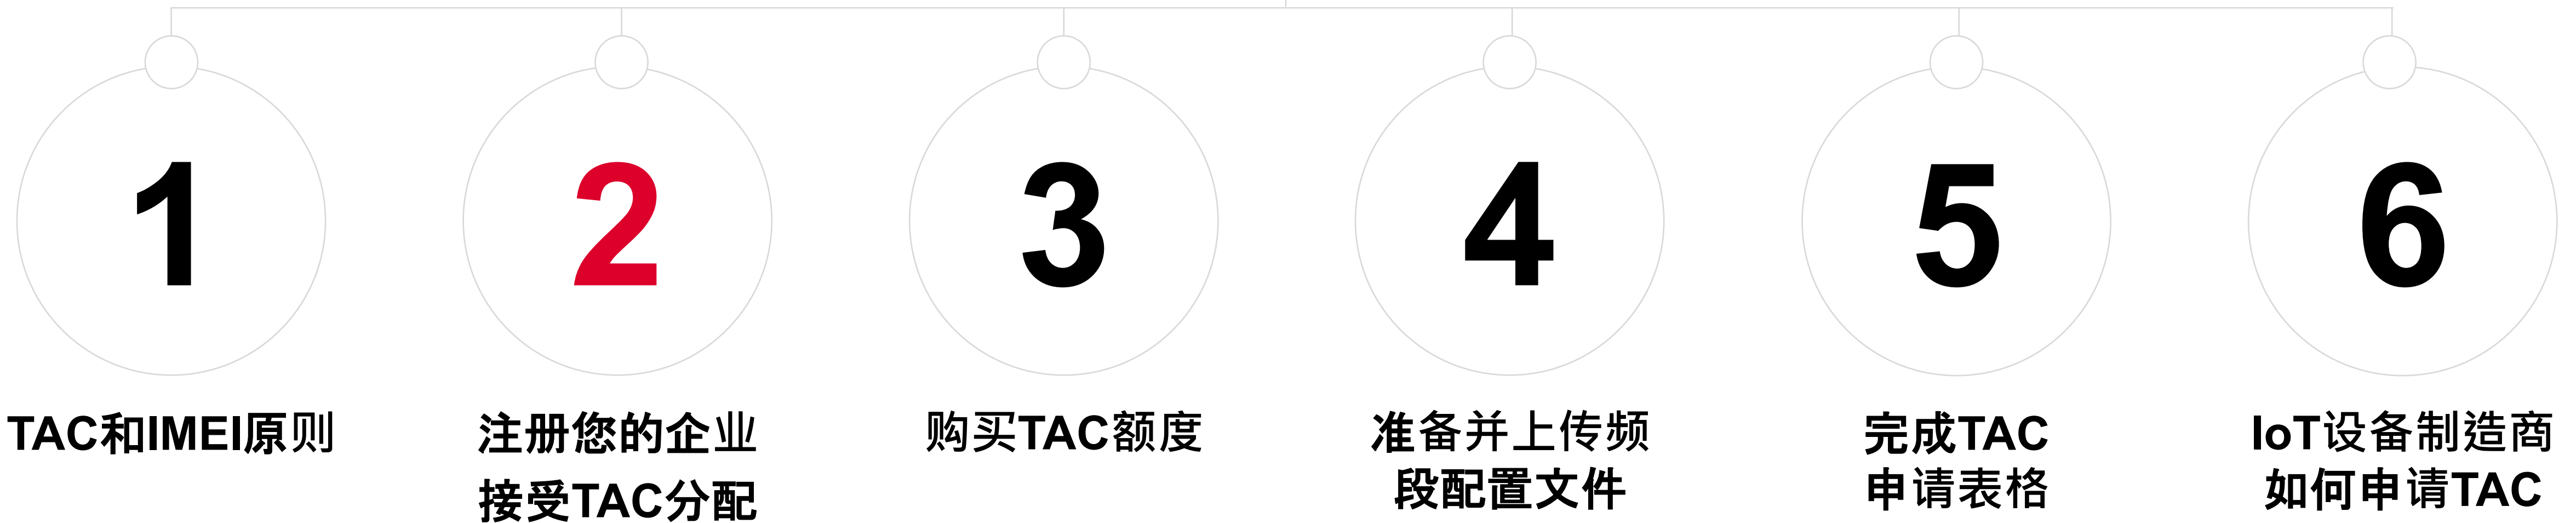 1
TAC和IMEI原则
2
注册您的企业
接受TAC分配
3
购买TAC额度
4
准备并上传频
段配置文件
5
完成TAC
申请表格
6
IoT设备制造商
如何申请TAC